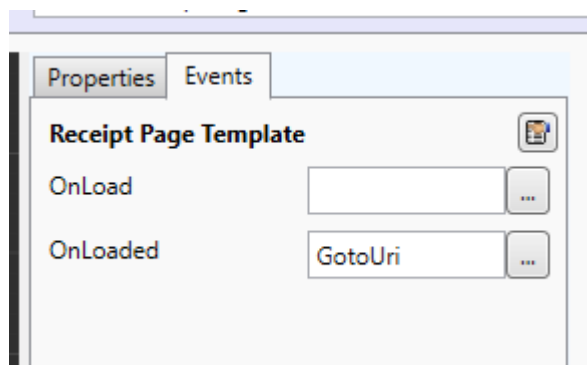 Properties Events
Receipt Page Template
OnLoad ...
OnLoaded GotoUri ...